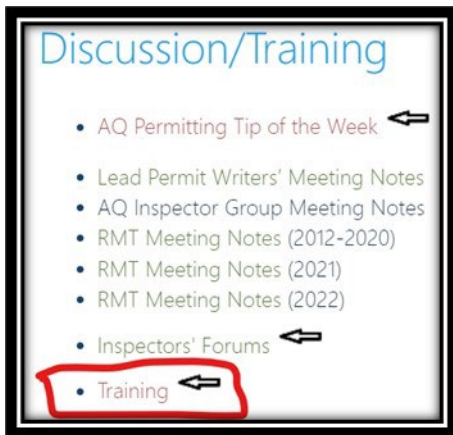 Discussion/Training
• AQ Permitting Tip of the Week
• Lead Permit Writers' Meeting Notes
• AQ Inspector Group Meeting Notes
• RMT Meeting Notes (2012-2020)
• RMT Meeting Notes (2021)
• RMT Meeting Notes (2022)
• Inspectors' Forums
• Training